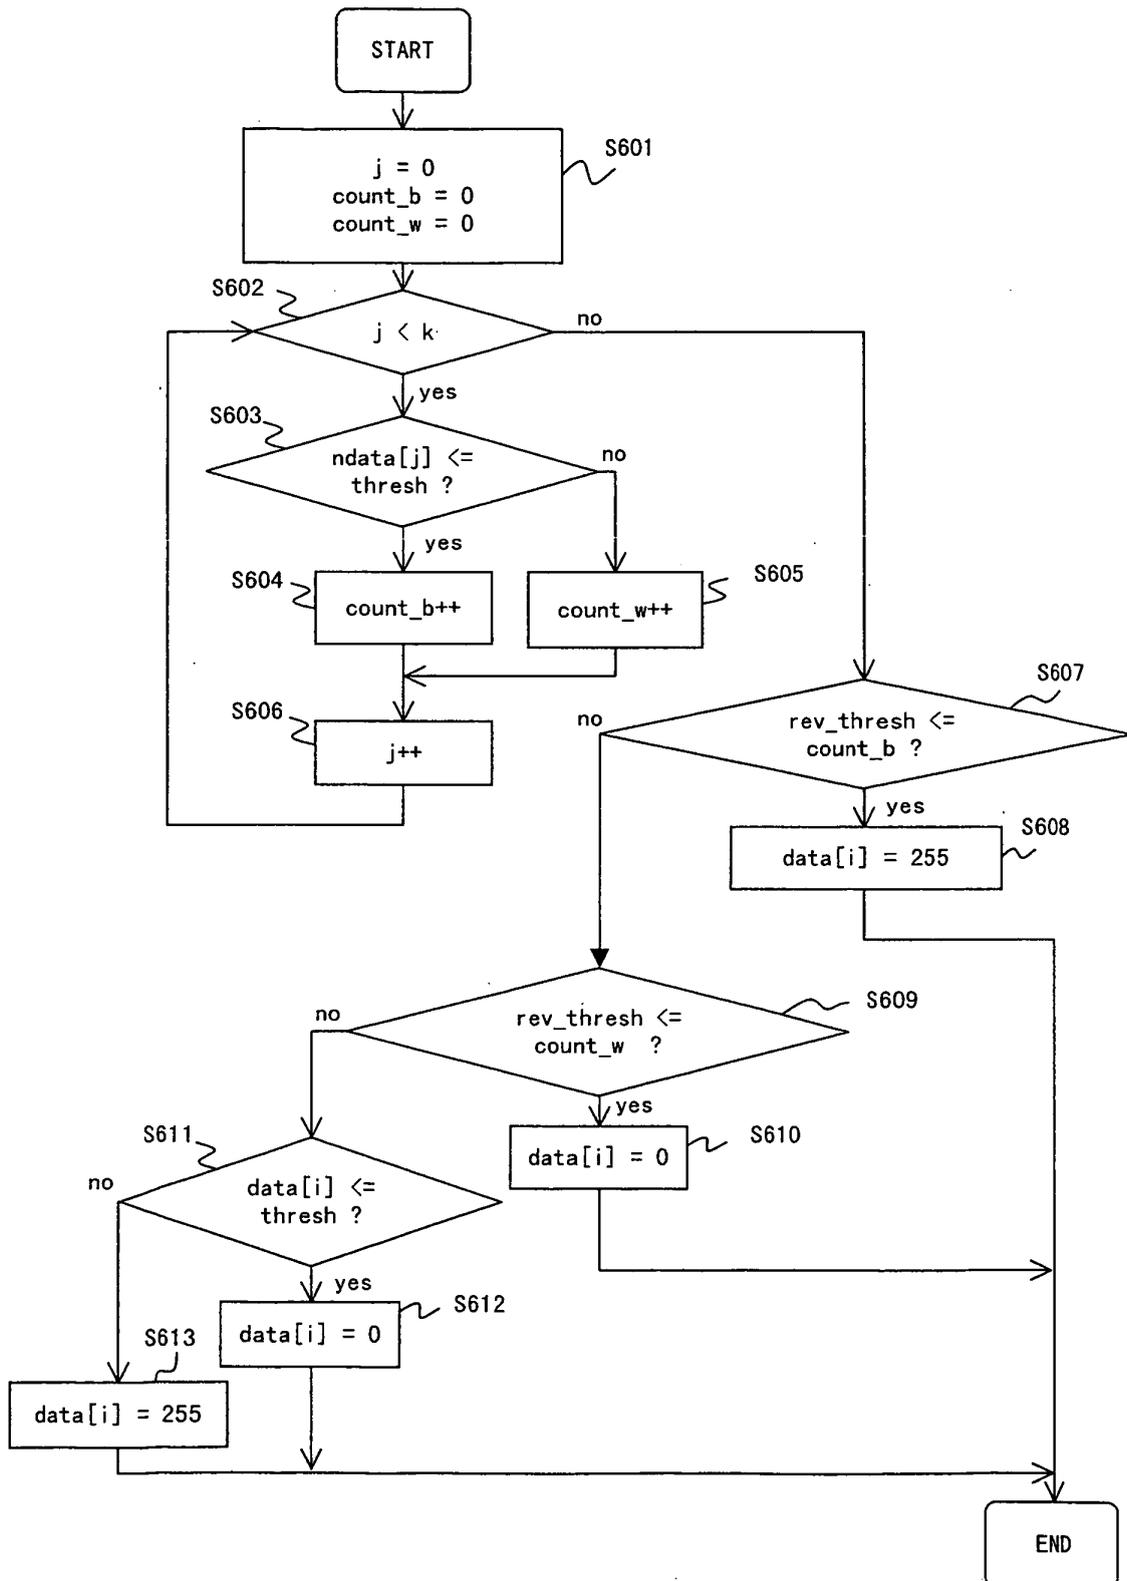 START
S601
j = 0
count_b = 0
count_w = 0
S602
j < k
no
yes
S603
ndata[j] <=
thresh ?
no
yes
S604
count_b++
S605
count_w++
S606
j++
S607
rev_thresh <=
count_b ?
no
yes
S608
data[i] = 255
S609
rev_thresh <=
count_w ?
no
yes
S610
data[i] = 0
S611
data[i] <=
thresh ?
no
yes
S612
data[i] = 0
S613
data[i] = 255
END